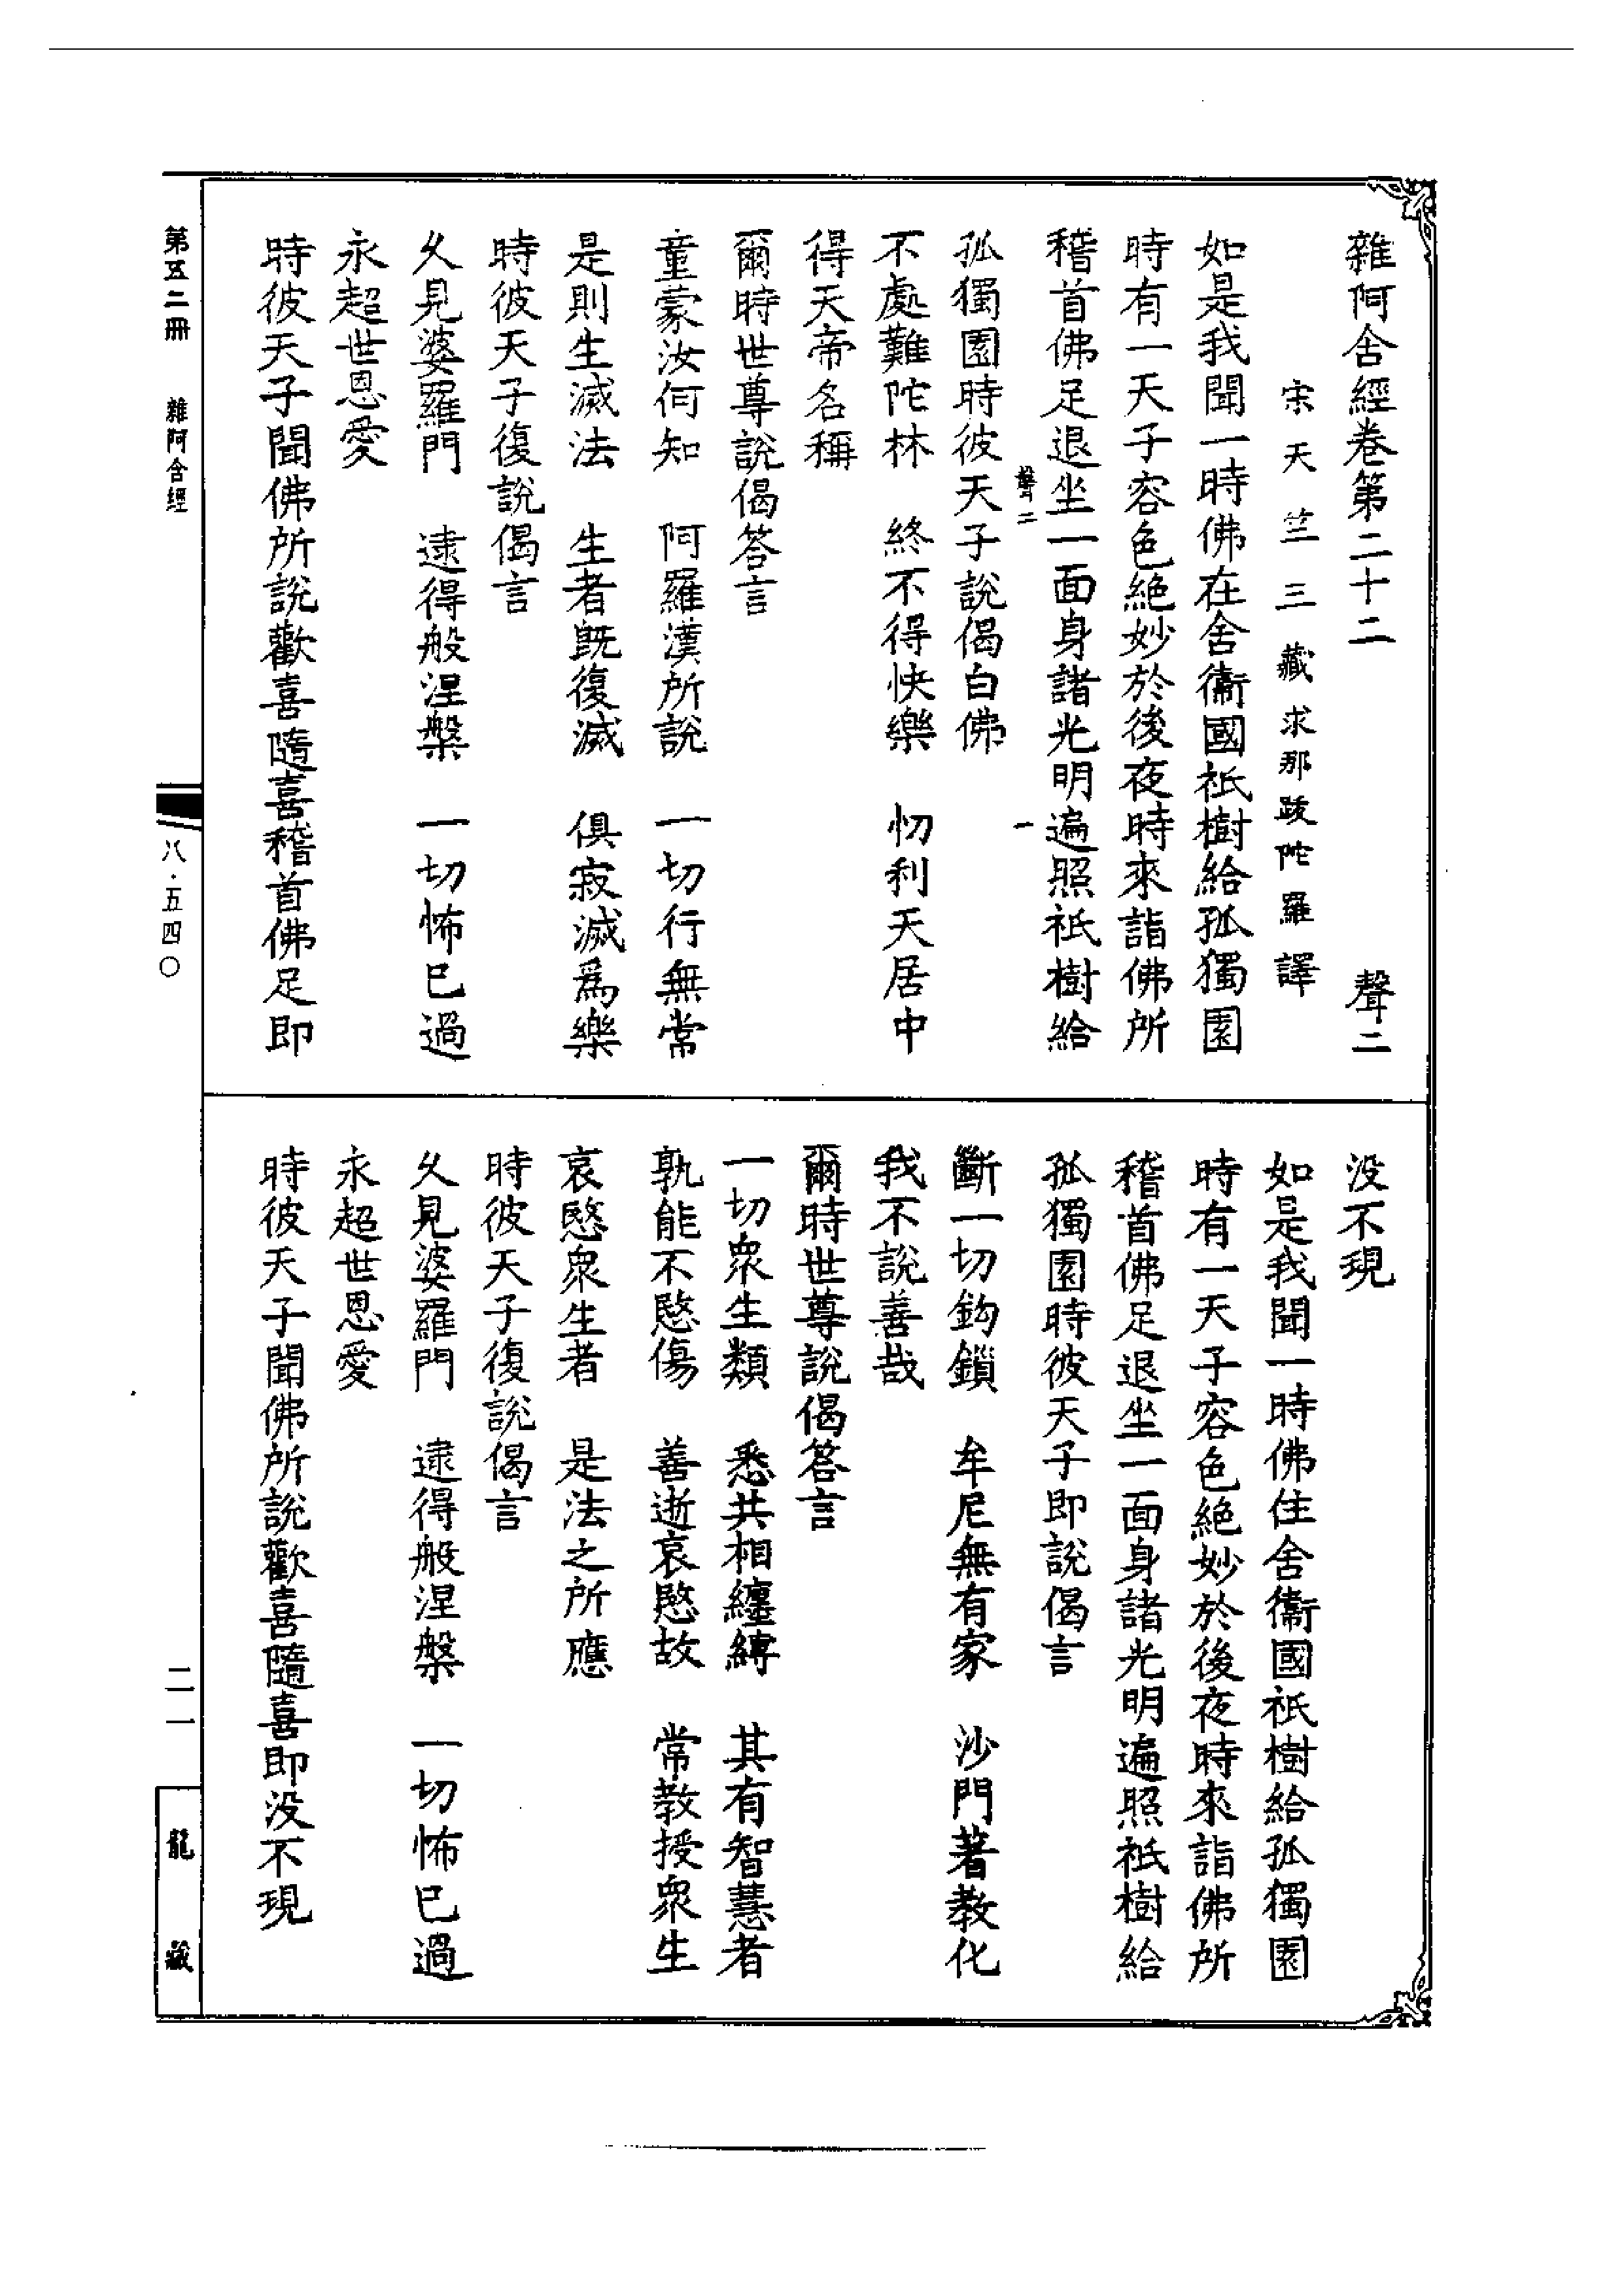 雜阿含經卷第二十二　聲二
宋天竺三藏求那跋陀羅譯
如是我聞一時佛在舍衞國祇樹給孤獨園
時有一天子容色絶妙於後夜時來詣佛所
稽首佛足退坐一面身諸光明遍照祇樹給
聲二　一
孤獨園時彼天子說偈白佛
不處難陀林　終不得快樂　忉利天居中
得天帝名稱
爾時世尊說偈答言
童蒙汝何知　阿羅漢所說　一切行無常
是則生滅法　生者旣復滅　俱寂滅爲樂
時彼天子復說偈言
久見婆羅門　逮得般涅槃　一切怖已過
永超世恩愛
時彼天子聞佛所說歡喜隨喜稽首佛足即
没不現
如是我聞一時佛住舍衞國祇樹給孤獨園
時有一天子容色絶妙於後夜時來詣佛所
稽首佛足退坐一面身諸光明遍照祇樹給
孤獨園時彼天子即說偈言
斷一切鈎鎖　牟尼無有家　沙門著教化
我不說善哉
爾時世尊說偈答言
一切眾生類　悉共相纏縛　其有智慧者
孰能不愍傷　善逝哀愍故　常教授眾生
哀愍眾生者　是法之所應
時彼天子復說偈言
久見婆羅門　逮得般涅槃　一切怖已過
永超世恩愛
時彼天子聞佛所說歡喜隨喜即没不現
第五二冊　雜阿含經
八·五四〇
二一
龍藏